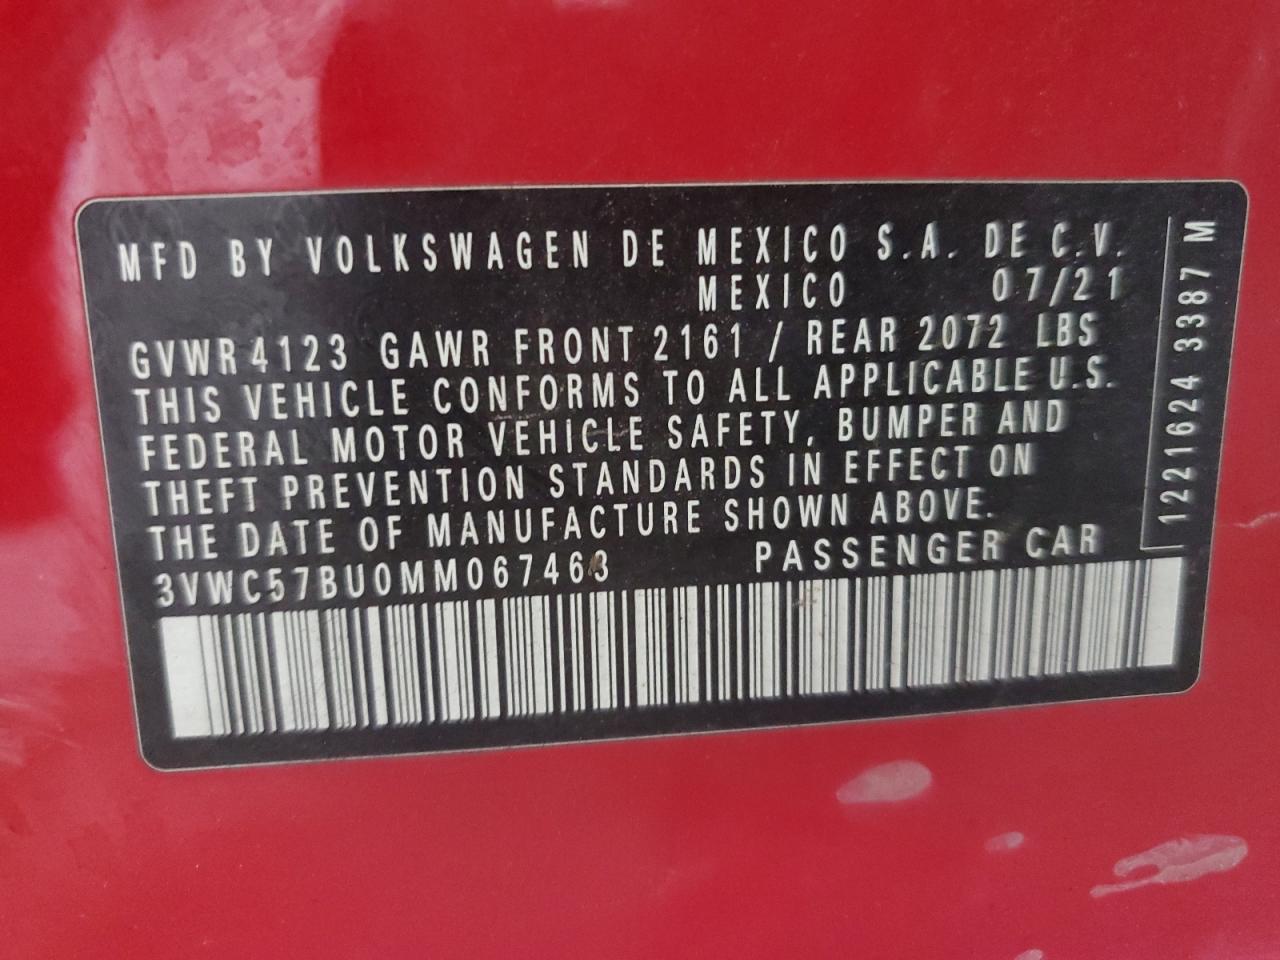 MFD BY VOLKSWAGEN DE MEXICO S.A. DE C.V.
MEXICO 07/21
GVWR 4123 GAWR FRONT 2161 / REAR 2072 LBS
THIS VEHICLE CONFORMS TO ALL APPLICABLE U.S.
FEDERAL MOTOR VEHICLE SAFETY, BUMPER AND
THEFT PREVENTION STANDARDS IN EFFECT ON
THE DATE OF MANUFACTURE SHOWN ABOVE.
3VWC57BU0MM067463 PASSENGER CAR
1221624 3387 M